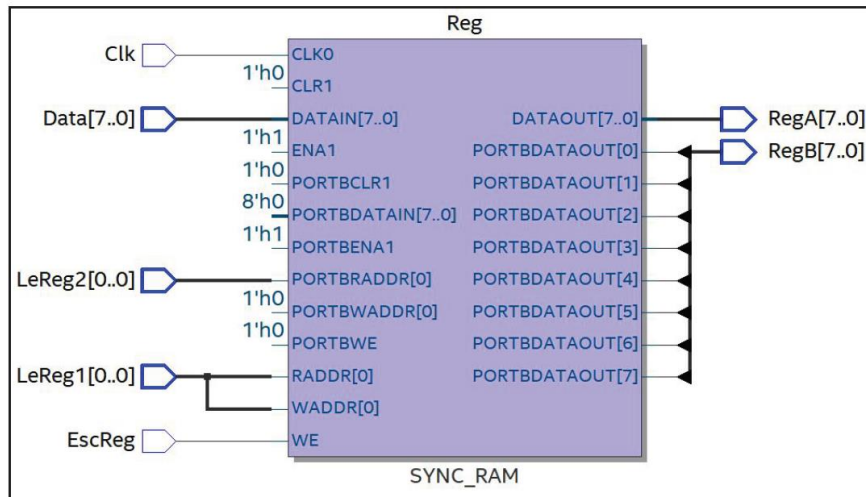 Reg
Clk
CLK0
1'h0
CLR1
Data[7..0]
DATAIN[7..0]
DATAOUT[7..0]
RegA[7..0]
1'h1
ENA1
PORTBDATAOUT[0]
RegB[7..0]
1'h0
PORTBCLR1
PORTBDATAOUT[1]
8'h0
PORTBDATAIN[7..0]
PORTBDATAOUT[2]
1'h1
PORTBENA1
PORTBDATAOUT[3]
LeReg2[0..0]
PORTBRADDR[0]
PORTBDATAOUT[4]
1'h0
PORTBWADDR[0]
PORTBDATAOUT[5]
1'h0
PORTBWE
PORTBDATAOUT[6]
LeReg1[0..0]
RADDR[0]
PORTBDATAOUT[7]
WADDR[0]
EscReg
WE
SYNC_RAM